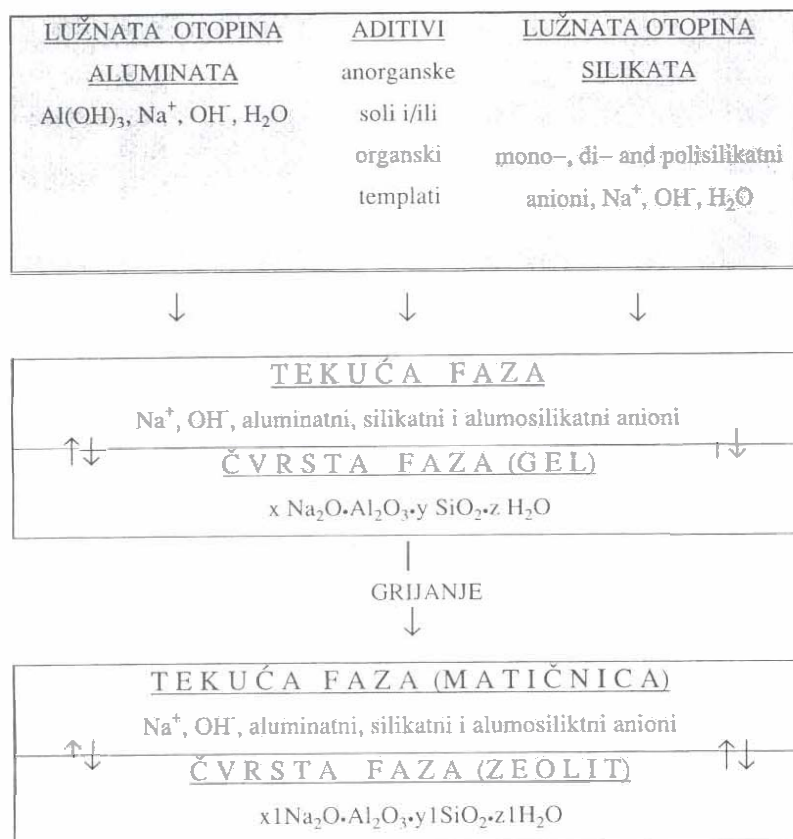 LUŽNATA OTOPINA
ALUMINATA
Al(OH)₃, Na⁺, OH⁻, H₂O
ADITIVI
anorganske
soli i/ili
organski
templati
LUŽNATA OTOPINA
SILIKATA
mono–, di– and polisilikatni
anioni, Na⁺, OH⁻, H₂O
↓ ↓ ↓
TEKUĆA FAZA
Na⁺, OH⁻, aluminatni, silikatni i alumosilikatni anioni
↑↓ ↑↓
ČVRSTA FAZA (GEL)
x Na₂O•Al₂O₃•y SiO₂•z H₂O
GRIJANJE
↓
TEKUĆA FAZA (MATIČNICA)
Na⁺, OH⁻, aluminatni, silikatni i alumosiliktni anioni
↑↓ ↑↓
ČVRSTA FAZA (ZEOLIT)
x1Na₂O•Al₂O₃•y1SiO₂•z1H₂O